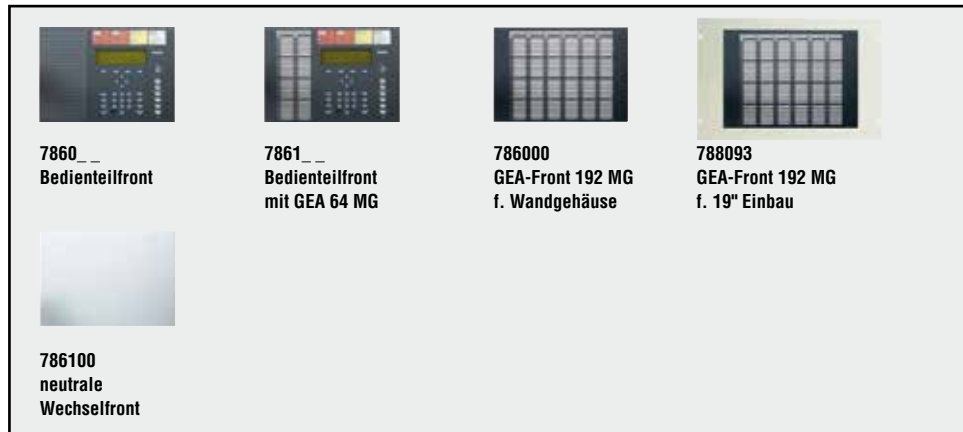 7860_ _
Bedienteilfront
7861_ _
Bedienteilfront
mit GEA 64 MG
786000
GEA-Front 192 MG
f. Wandgehäuse
788093
GEA-Front 192 MG
f. 19" Einbau
786100
neutrale
Wechselfront